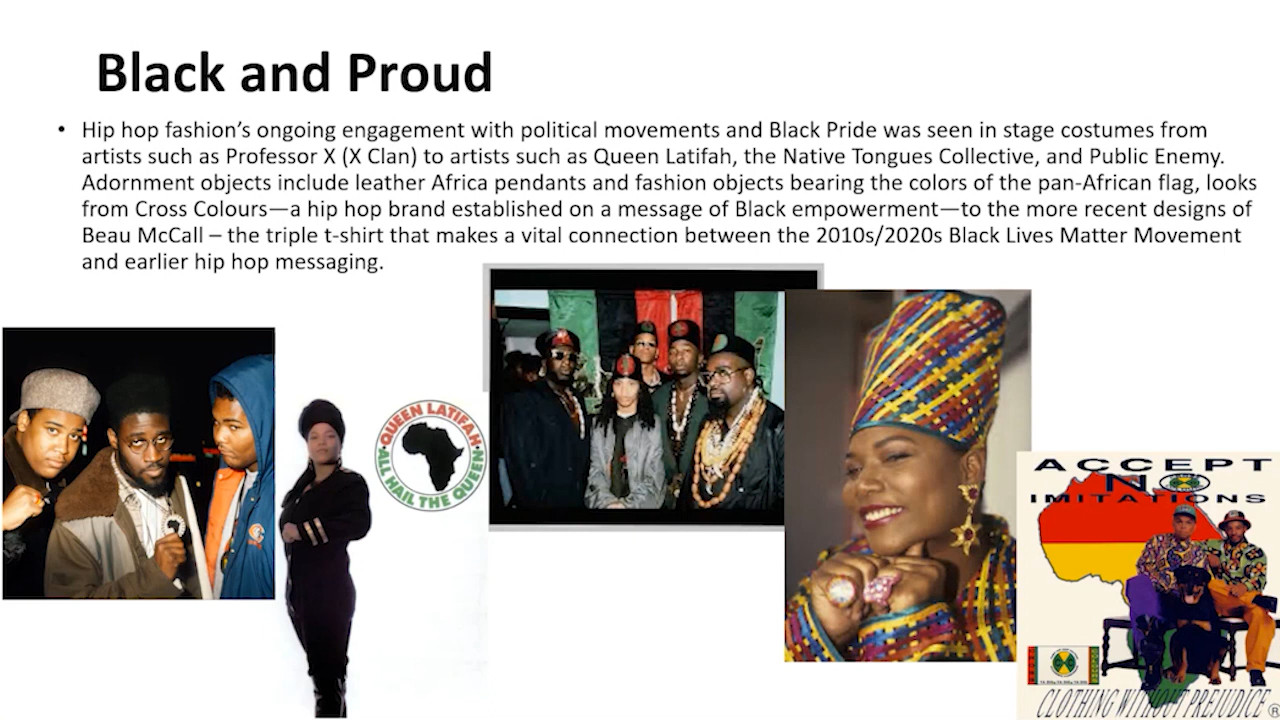 Black and Proud
• Hip hop fashion’s ongoing engagement with political movements and Black Pride was seen in stage costumes from
artists such as Professor X (X Clan) to artists such as Queen Latifah, the Native Tongues Collective, and Public Enemy.
Adornment objects include leather Africa pendants and fashion objects bearing the colors of the pan-African flag, looks
from Cross Colours—a hip hop brand established on a message of Black empowerment—to the more recent designs of
Beau McCall – the triple t-shirt that makes a vital connection between the 2010s/2020s Black Lives Matter Movement
and earlier hip hop messaging.
QUEEN LATIFAH
ALL HAIL THE QUEEN
ACCEPT
NO
IMITATIONS
CLOTHING WITHOUT PREJUDICE ®